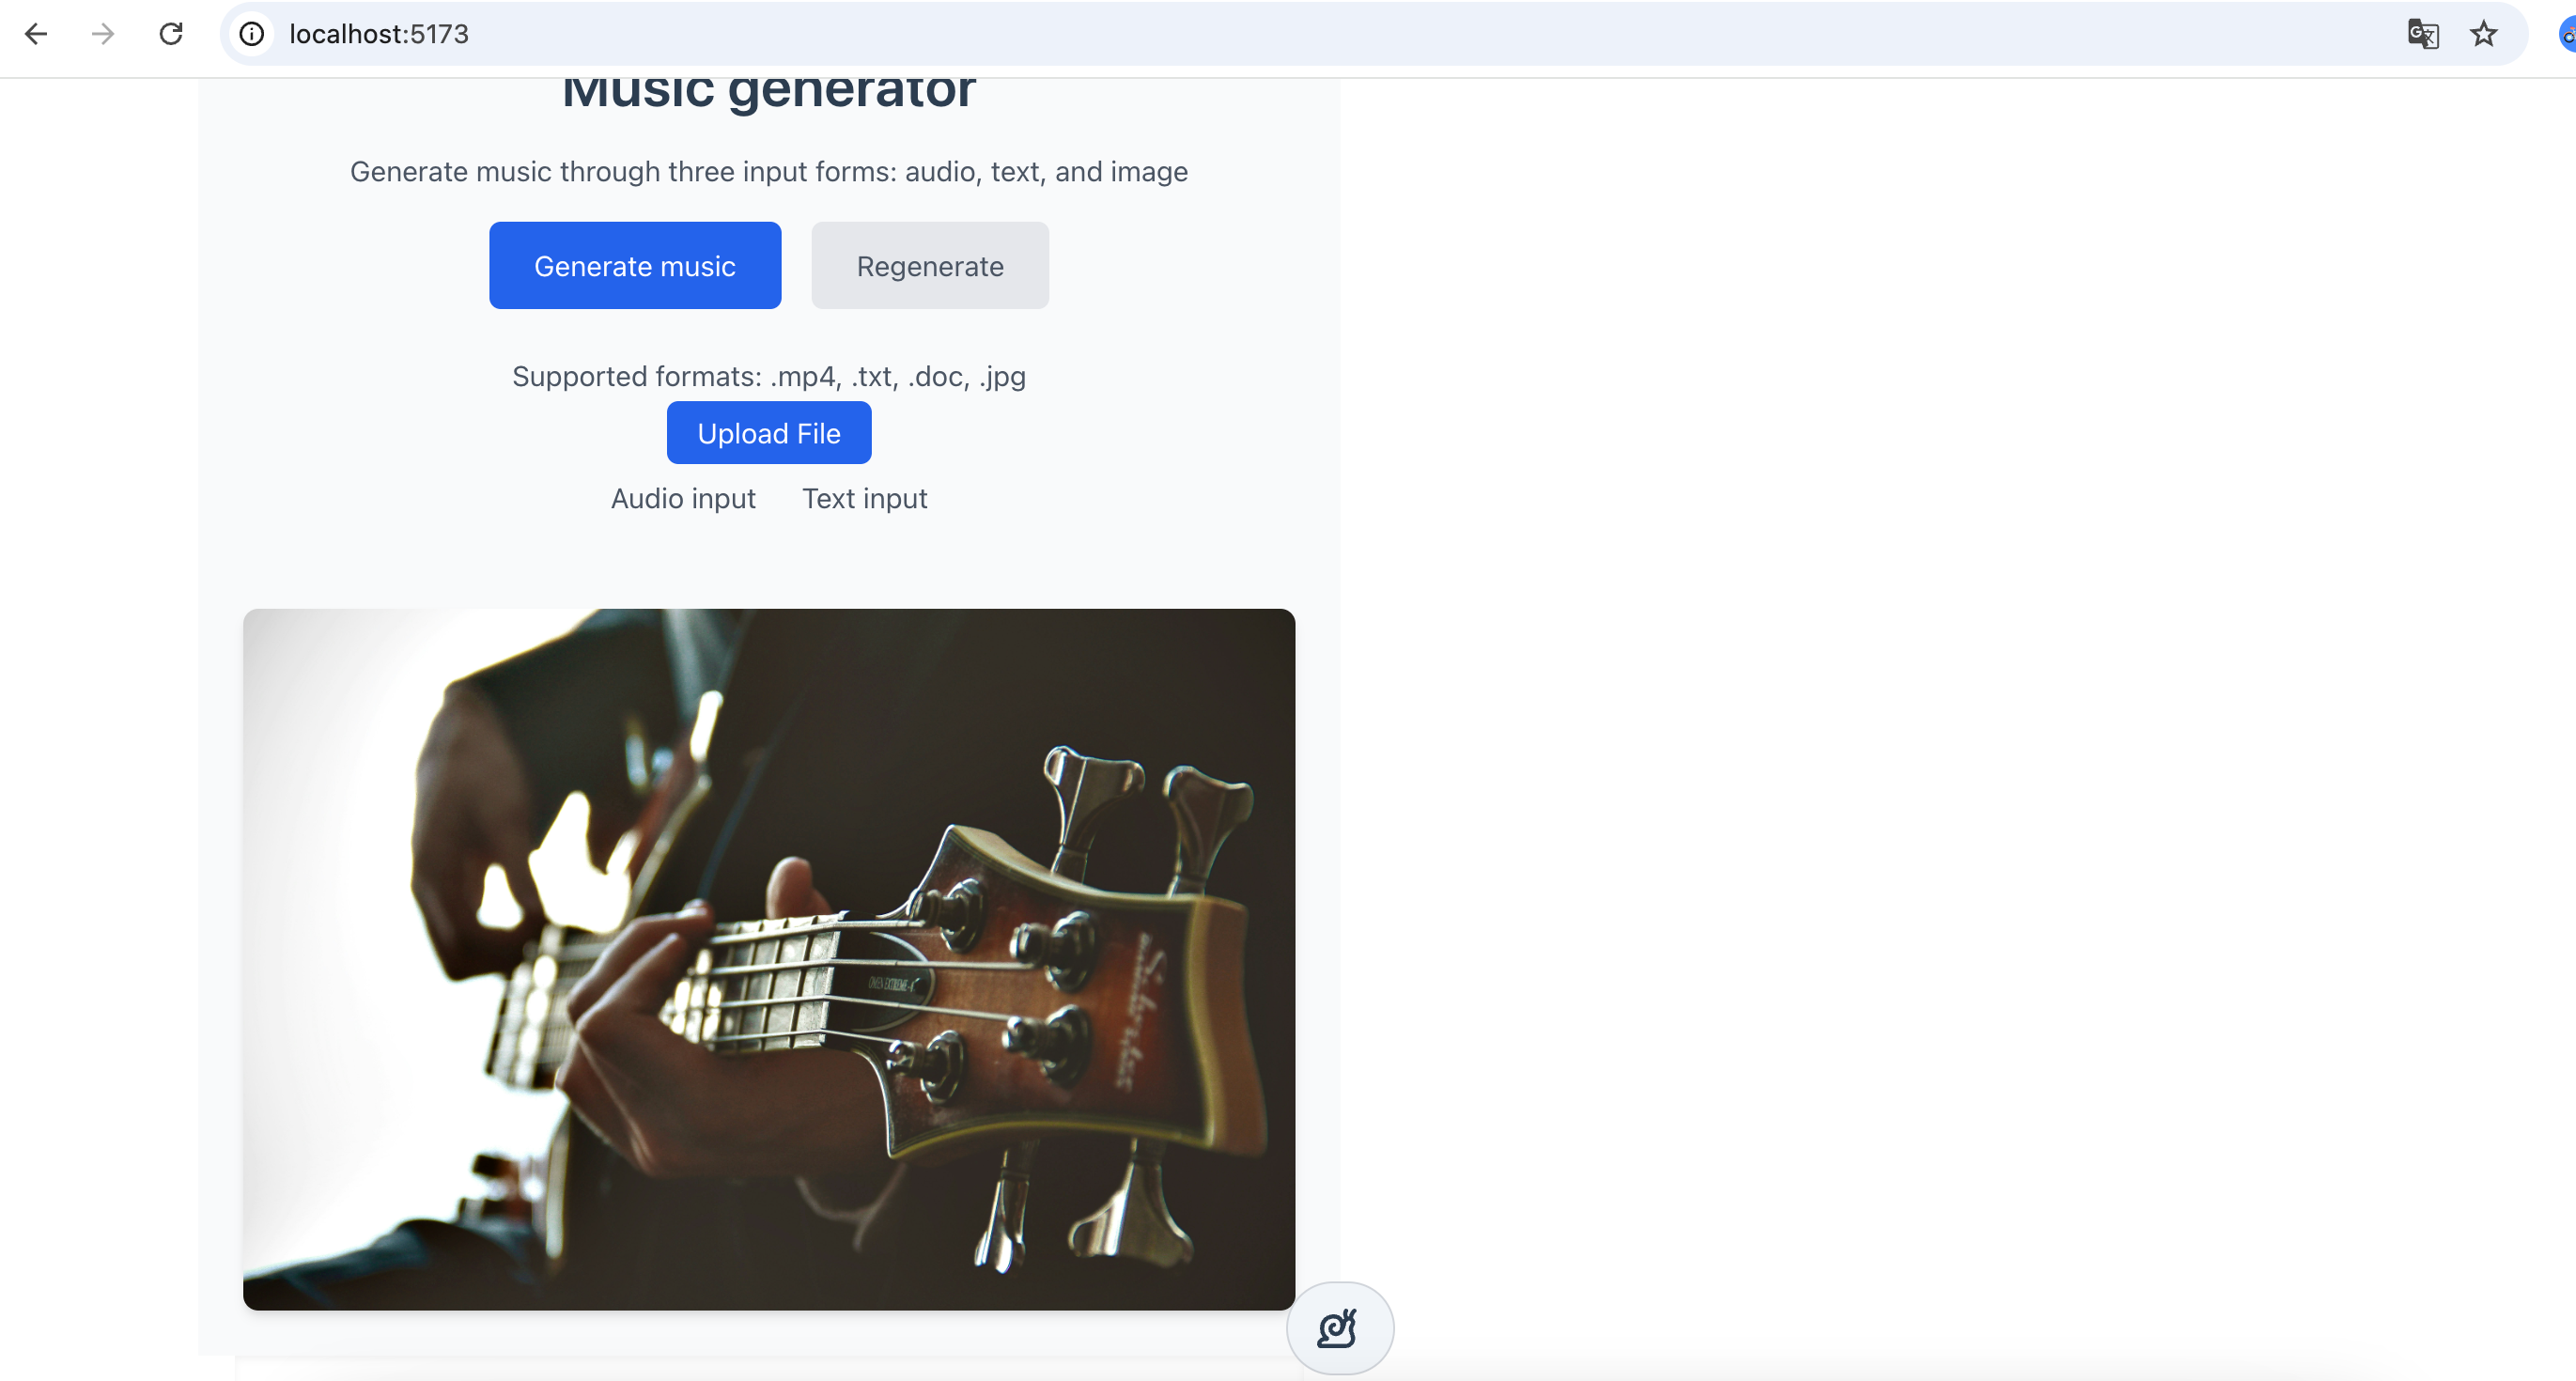 localhost:5173
Music generator
Generate music through three input forms: audio, text, and image
Generate music
Regenerate
Supported formats: .mp4, .txt, .doc, .jpg
Upload File
Audio input
Text input